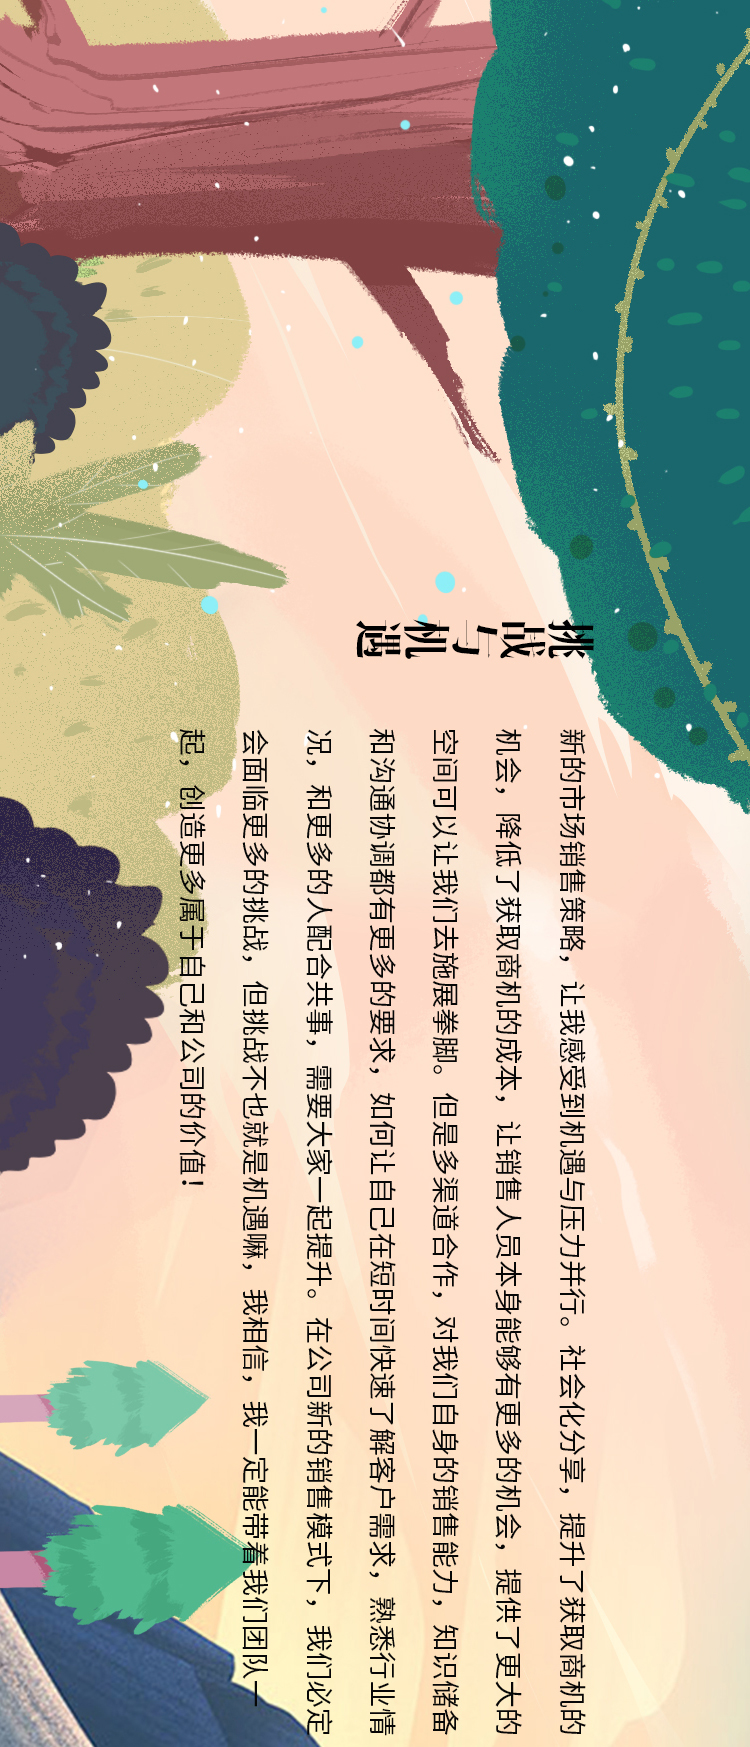 挑战与机遇
新的市场销售策略，让我感受到机遇与压力并行。社会化分享，提升了获取商机的
机会，降低了获取商机的成本，让销售人员本身能够有更多的机会，提供了更大的
空间可以让我们去施展拳脚。但是多渠道合作，对我们自身的销售能力，知识储备
和沟通协调都有更多的要求，如何让自己在短时间快速了解客户需求，熟悉行业情
况，和更多的人配合共事，需要大家一起提升。在公司新的销售模式下，我们必定
会面临更多的挑战，但挑战不也就是机遇嘛，我相信，我一定能带着我们团队一
起，创造更多属于自己和公司的价值！